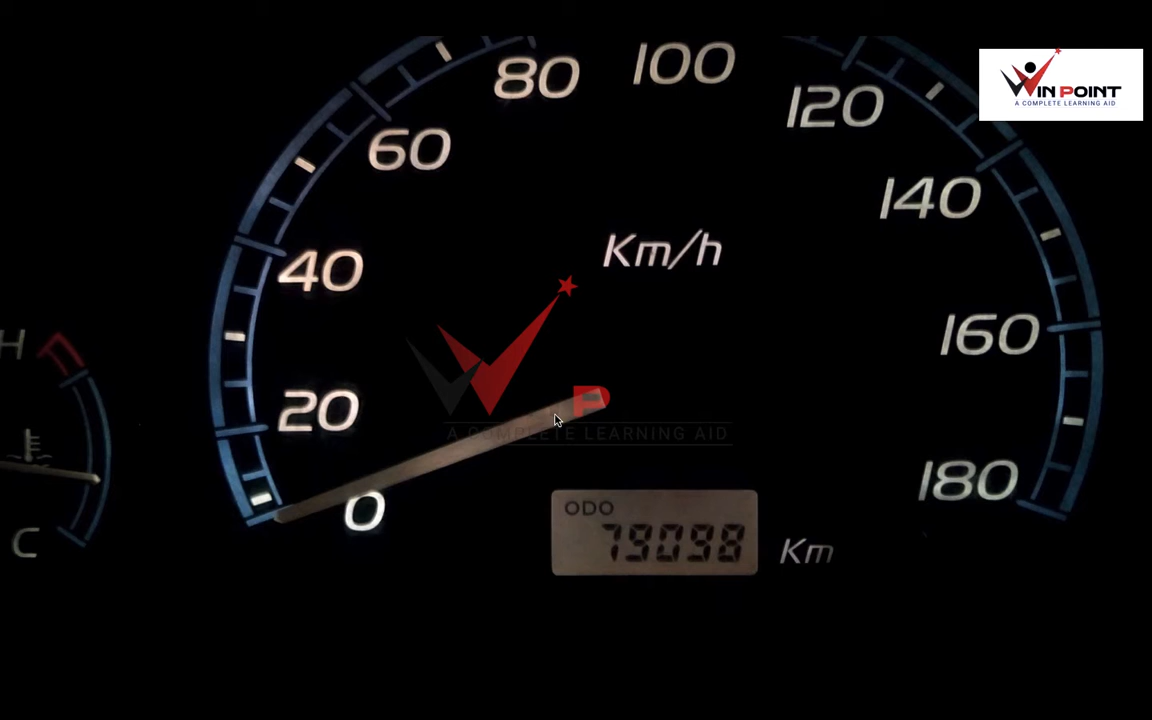 80
100
120
60
140
40
160
20
180
0
Km/h
H
C
ODO
79098
Km
WIN POINT
A COMPLETE LEARNING AID
P
A COMPLETE LEARNING AID